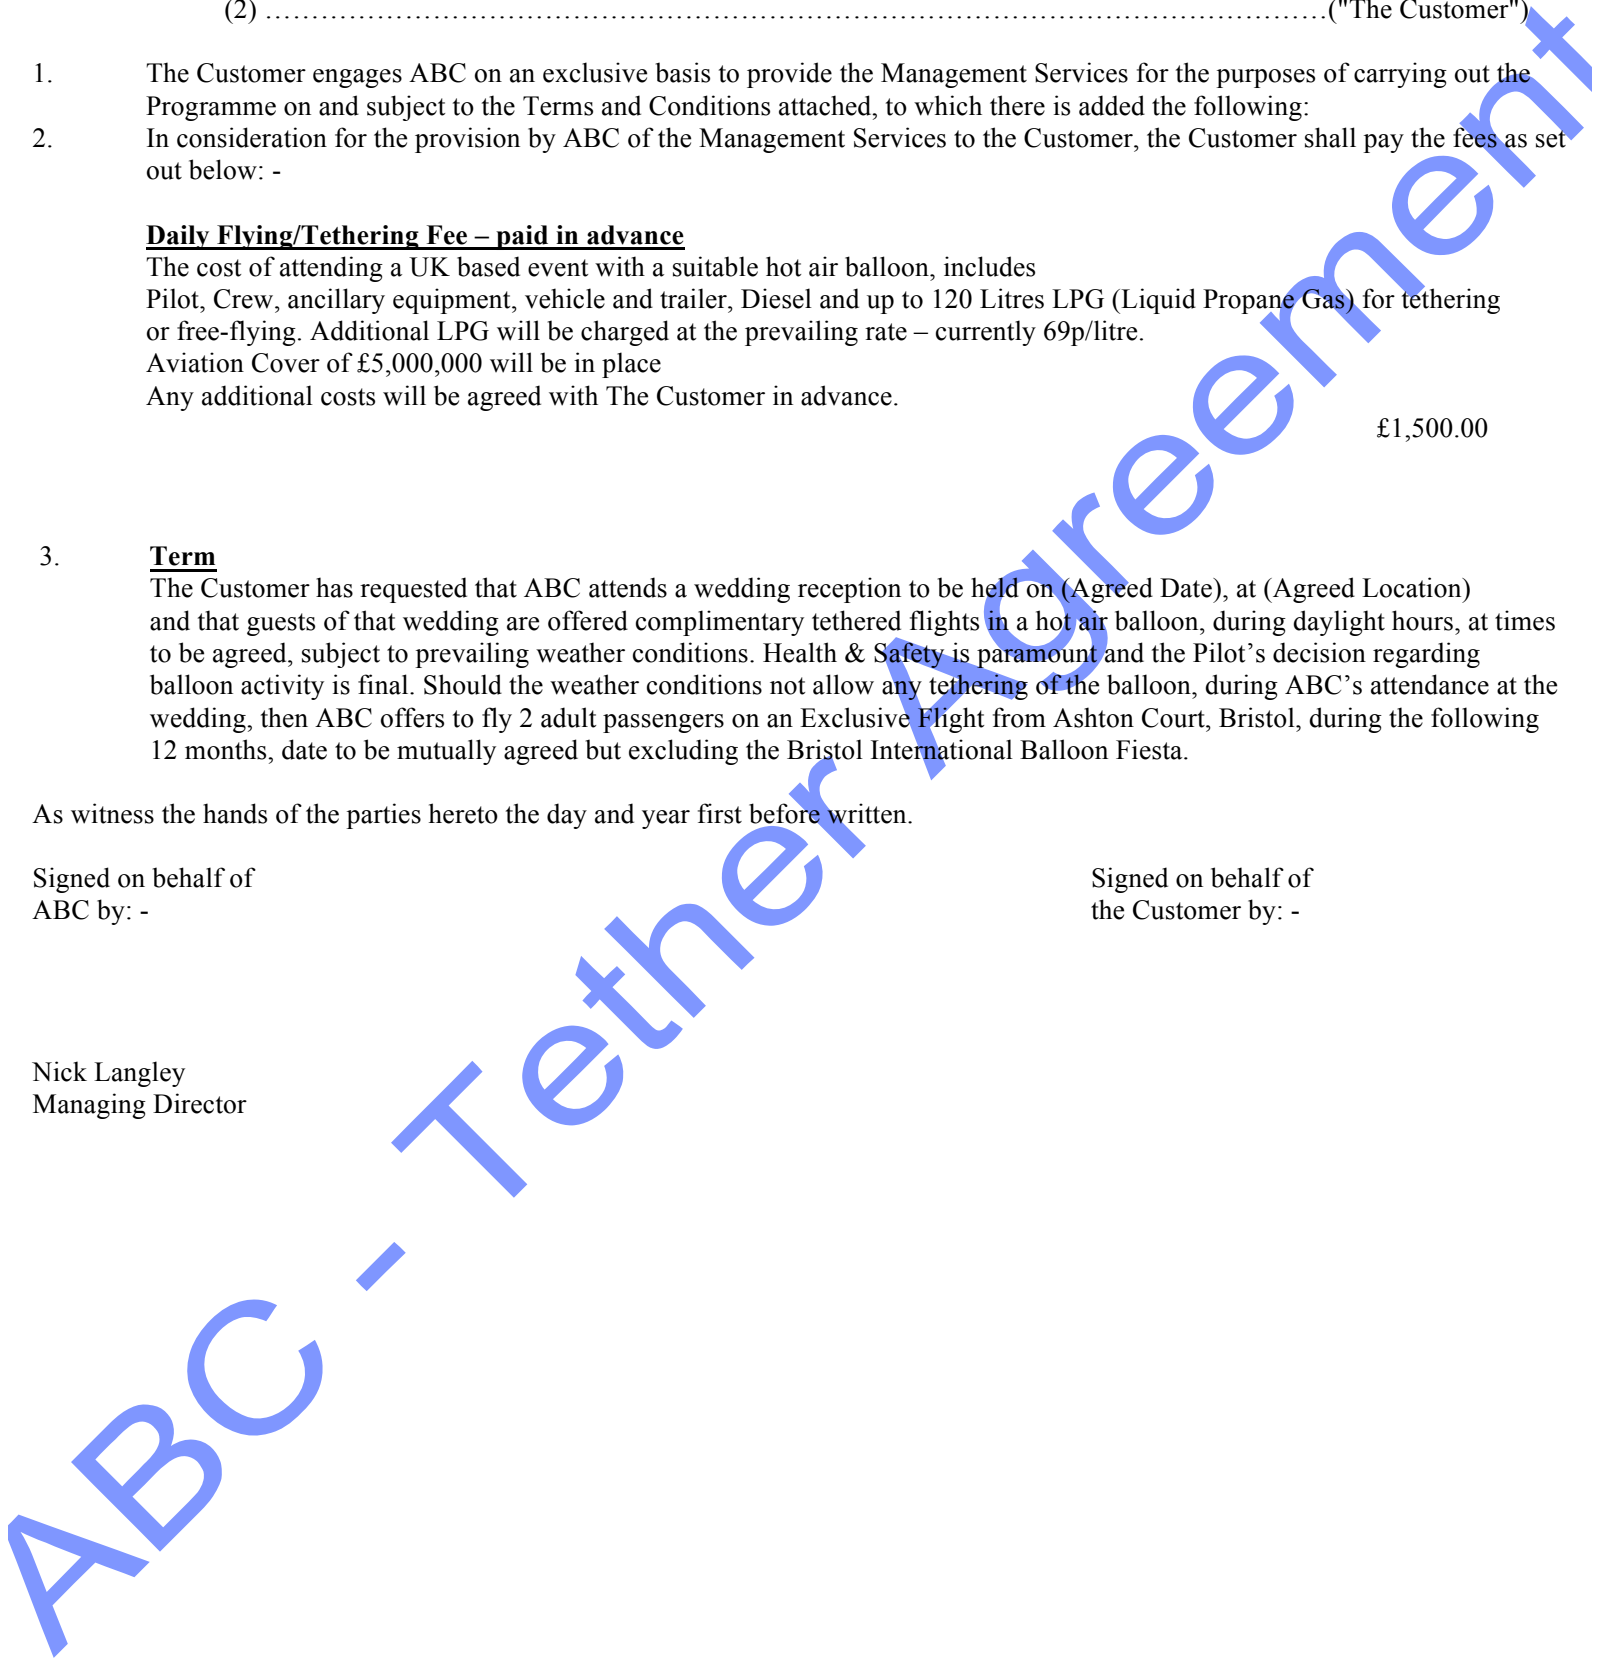 (2) ……………………………………………………………………………………………………("The Customer")
1. The Customer engages ABC on an exclusive basis to provide the Management Services for the purposes of carrying out the
Programme on and subject to the Terms and Conditions attached, to which there is added the following:
2. In consideration for the provision by ABC of the Management Services to the Customer, the Customer shall pay the fees as set
out below: -
Daily Flying/Tethering Fee – paid in advance
The cost of attending a UK based event with a suitable hot air balloon, includes
Pilot, Crew, ancillary equipment, vehicle and trailer, Diesel and up to 120 Litres LPG (Liquid Propane Gas) for tethering
or free-flying. Additional LPG will be charged at the prevailing rate – currently 69p/litre.
Aviation Cover of £5,000,000 will be in place
Any additional costs will be agreed with The Customer in advance.
£1,500.00
3. Term
The Customer has requested that ABC attends a wedding reception to be held on (Agreed Date), at (Agreed Location)
and that guests of that wedding are offered complimentary tethered flights in a hot air balloon, during daylight hours, at times
to be agreed, subject to prevailing weather conditions. Health & Safety is paramount and the Pilot’s decision regarding
balloon activity is final. Should the weather conditions not allow any tethering of the balloon, during ABC’s attendance at the
wedding, then ABC offers to fly 2 adult passengers on an Exclusive Flight from Ashton Court, Bristol, during the following
12 months, date to be mutually agreed but excluding the Bristol International Balloon Fiesta.
As witness the hands of the parties hereto the day and year first before written.
Signed on behalf of
ABC by: -
Signed on behalf of
the Customer by: -
Nick Langley
Managing Director
ABC - Tether Agreement